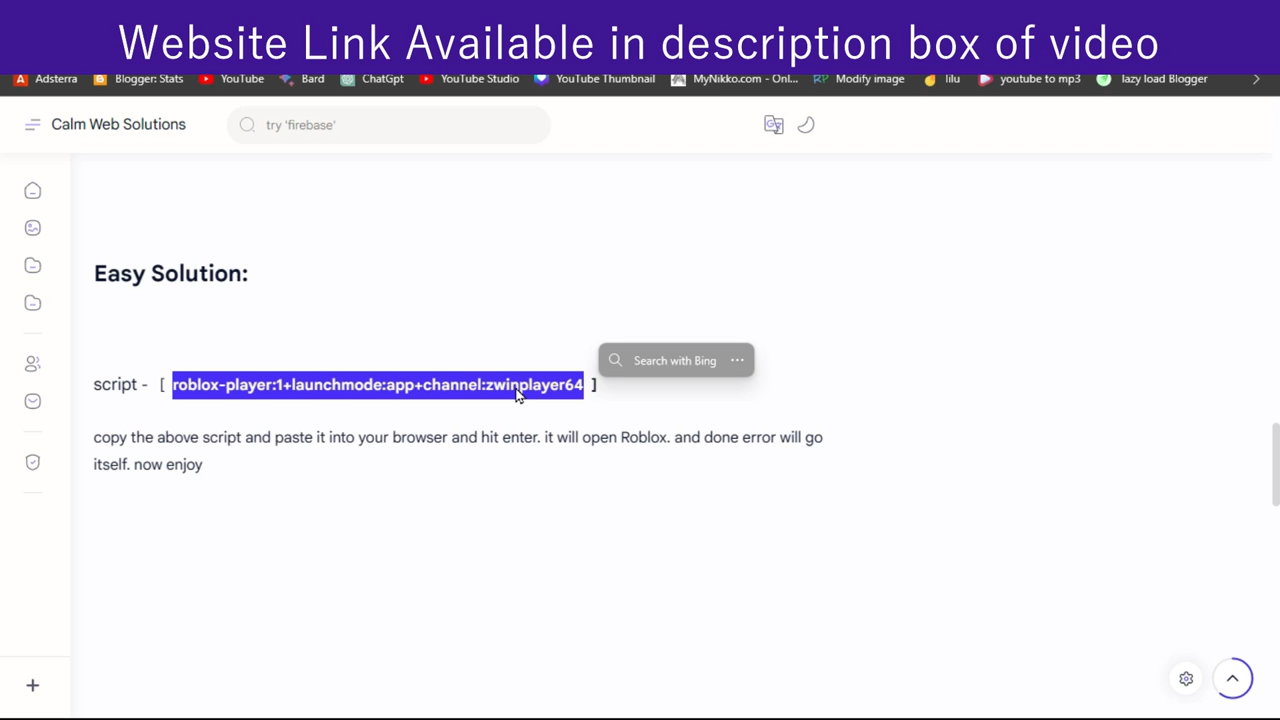 Website Link Available in description box of video
Adsterra Blogger: Stats YouTube Bard ChatGpt YouTube Studio YouTube Thumbnail MyNikko.com - Onl... Modify image lilu youtube to mp3 lazy load Blogger
Calm Web Solutions try 'firebase'
Easy Solution:
Search with Bing
script - [ roblox-player:1+launchmode:app+channel:zwinplayer64 ]
copy the above script and paste it into your browser and hit enter. it will open Roblox. and done error will go
itself. now enjoy